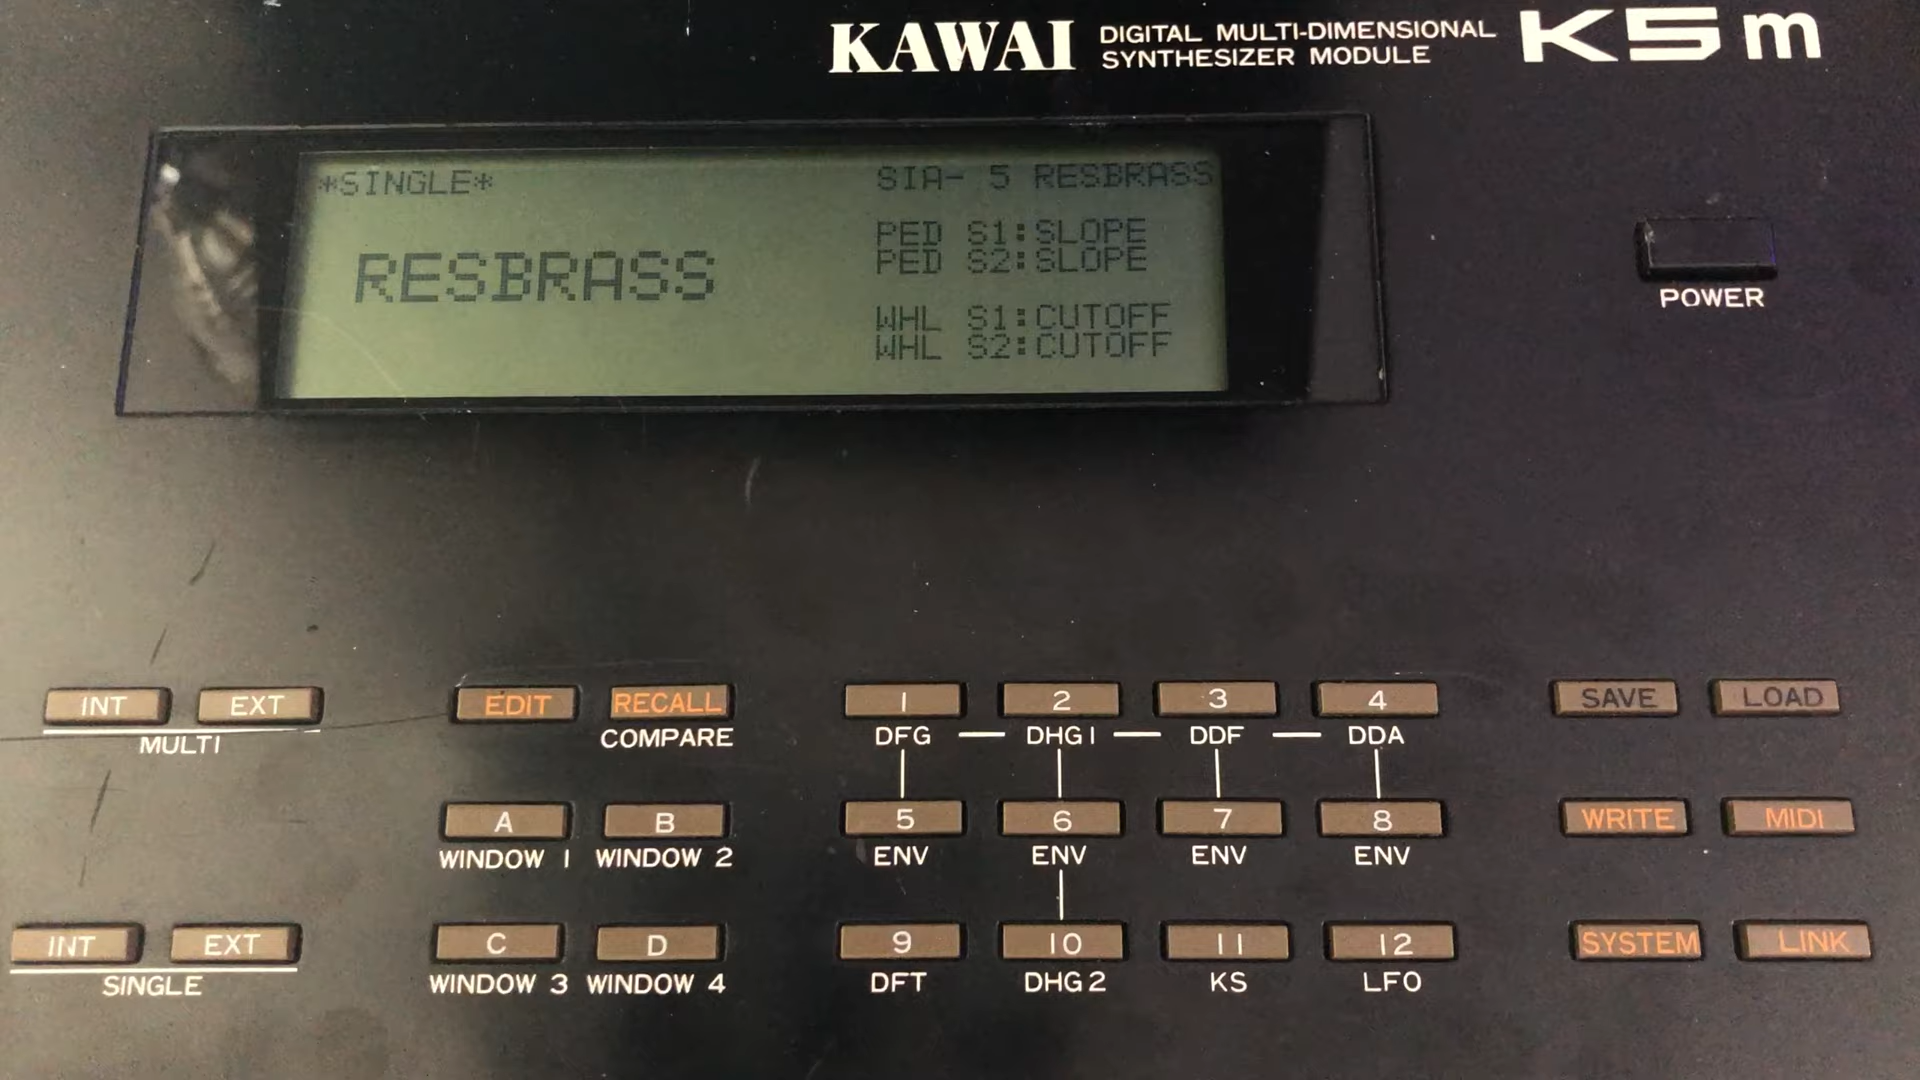 KAWAI DIGITAL MULTI-DIMENSIONAL SYNTHESIZER MODULE K5m
*SINGLE* SIA- 5 RESBRASS
RESBRASS
PED S1:SLOPE
PED S2:SLOPE
WHL S1:CUTOFF
WHL S2:CUTOFF
POWER
INT EXT
MULTI
EDIT RECALL
COMPARE
1 2 3 4
DFG DHG1 DDF DDA
SAVE LOAD
A B
WINDOW 1 WINDOW 2
5 6 7 8
ENV ENV ENV ENV
WRITE MIDI
INT EXT
SINGLE
C D
WINDOW 3 WINDOW 4
9 10 11 12
DFT DHG2 KS LFO
SYSTEM LINK